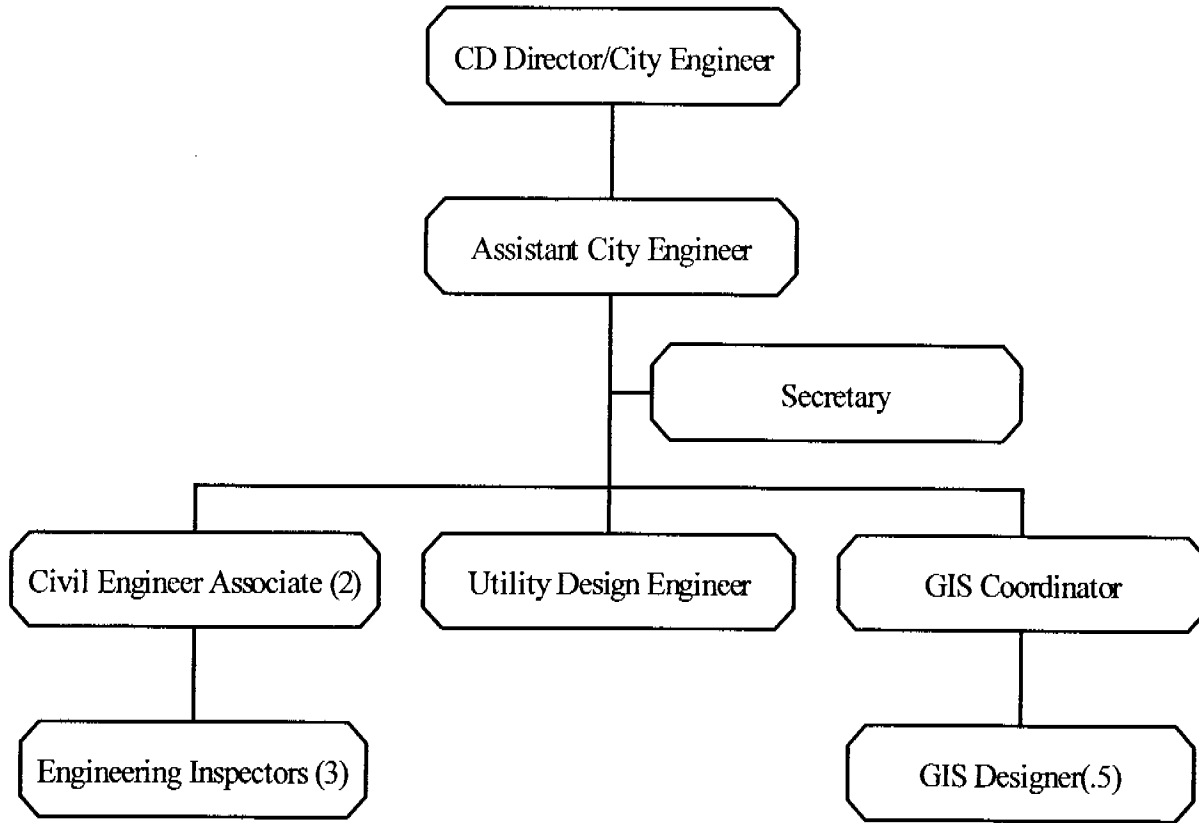 CD Director/City Engineer
Assistant City Engineer
Secretary
Civil Engineer Associate (2)
Utility Design Engineer
GIS Coordinator
Engineering Inspectors (3)
GIS Designer(.5)